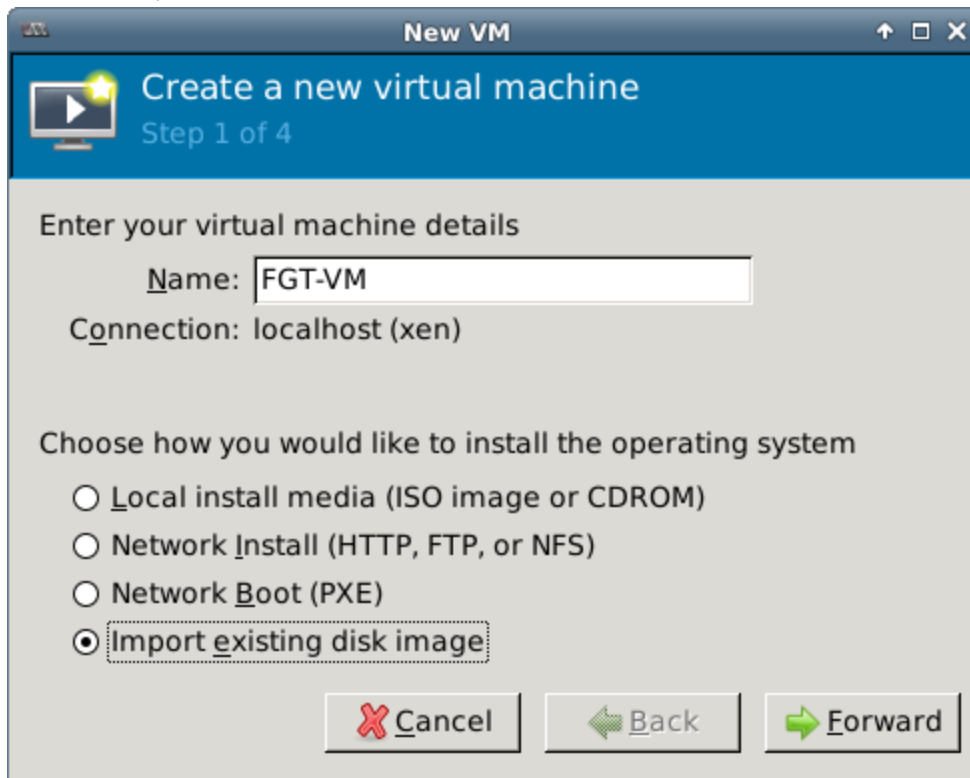 New VM
Create a new virtual machine
Step 1 of 4
Enter your virtual machine details
Name: FGT-VM
Connection: localhost (xen)
Choose how you would like to install the operating system
Local install media (ISO image or CDROM)
Network Install (HTTP, FTP, or NFS)
Network Boot (PXE)
Import existing disk image
Cancel Back Forward